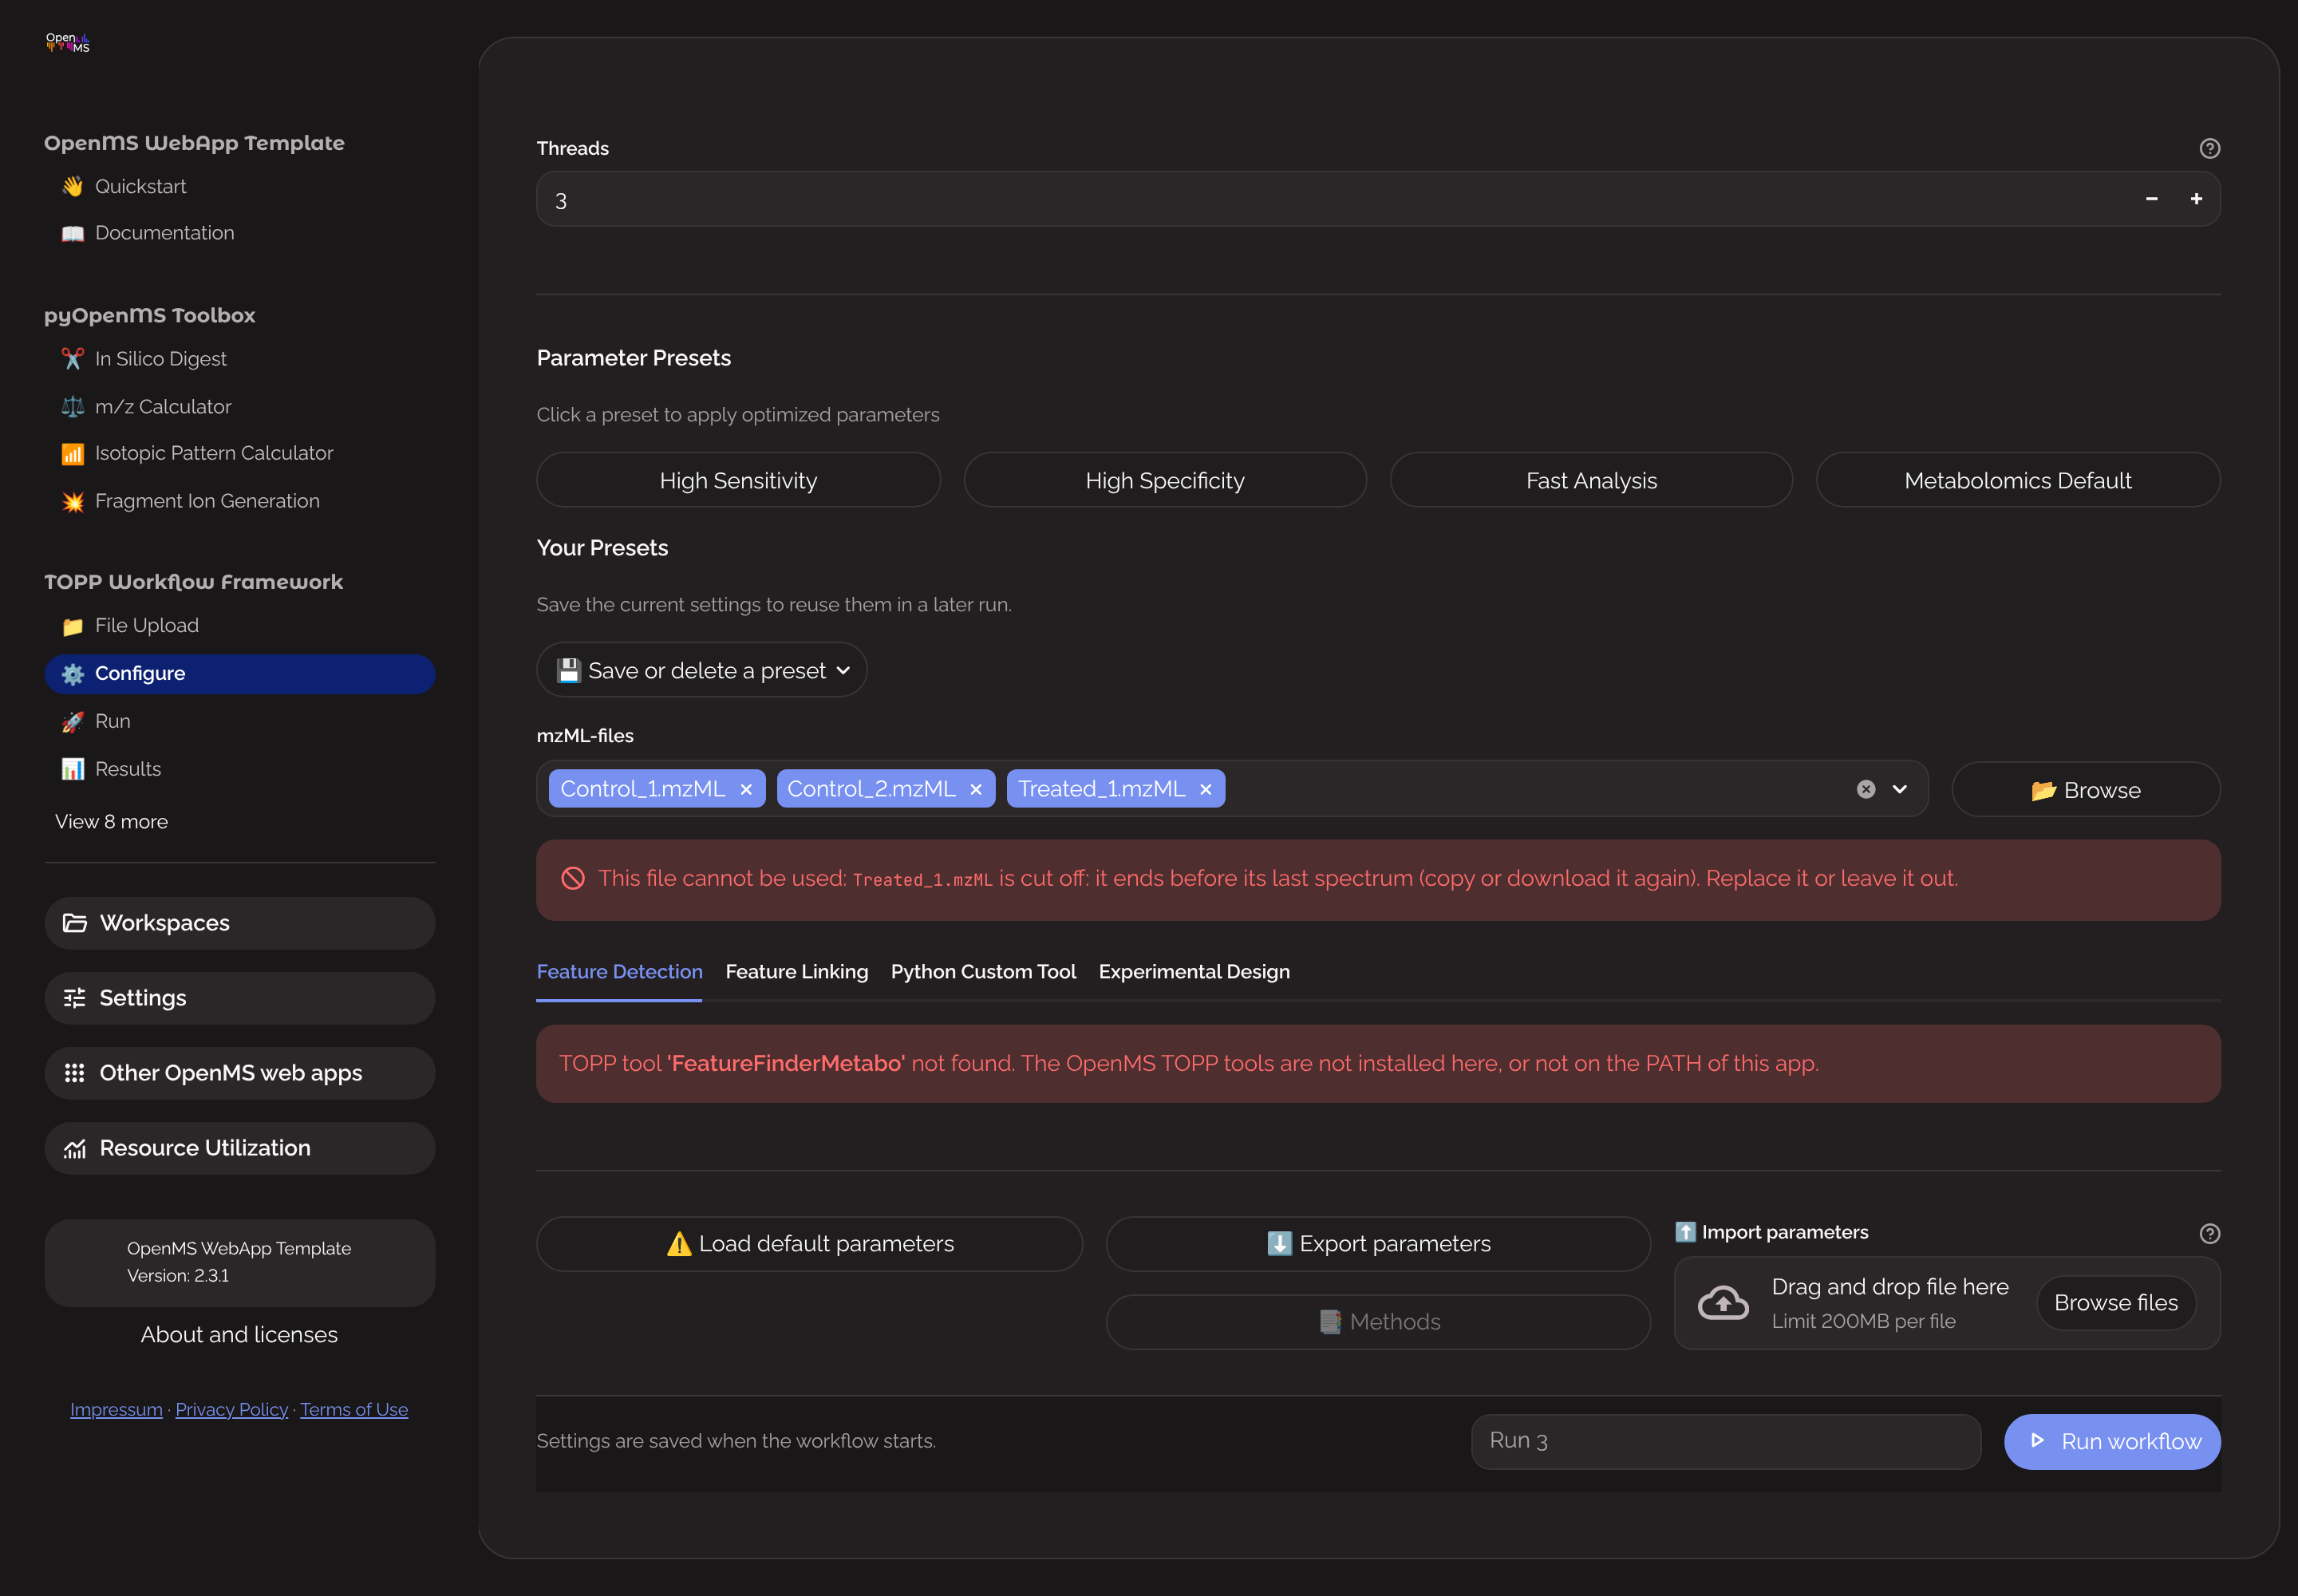 OpenMS
OpenMS WebApp Template
Quickstart
Documentation
pyOpenMS Toolbox
In Silico Digest
m/z Calculator
Isotopic Pattern Calculator
Fragment Ion Generation
TOPP Workflow Framework
File Upload
Configure
Run
Results
View 8 more
Workspaces
Settings
Other OpenMS web apps
Resource Utilization
OpenMS WebApp Template
Version: 2.3.1
About and licenses
Impressum · Privacy Policy · Terms of Use
Threads
3
Parameter Presets
Click a preset to apply optimized parameters
High Sensitivity High Specificity Fast Analysis Metabolomics Default
Your Presets
Save the current settings to reuse them in a later run.
Save or delete a preset
mzML-files
Control_1.mzML Control_2.mzML Treated_1.mzML Browse
This file cannot be used: Treated_1.mzML is cut off: it ends before its last spectrum (copy or download it again). Replace it or leave it out.
Feature Detection Feature Linking Python Custom Tool Experimental Design
TOPP tool 'FeatureFinderMetabo' not found. The OpenMS TOPP tools are not installed here, or not on the PATH of this app.
Load default parameters Export parameters
Methods
Import parameters
Drag and drop file here
Limit 200MB per file
Browse files
Settings are saved when the workflow starts. Run 3 Run workflow